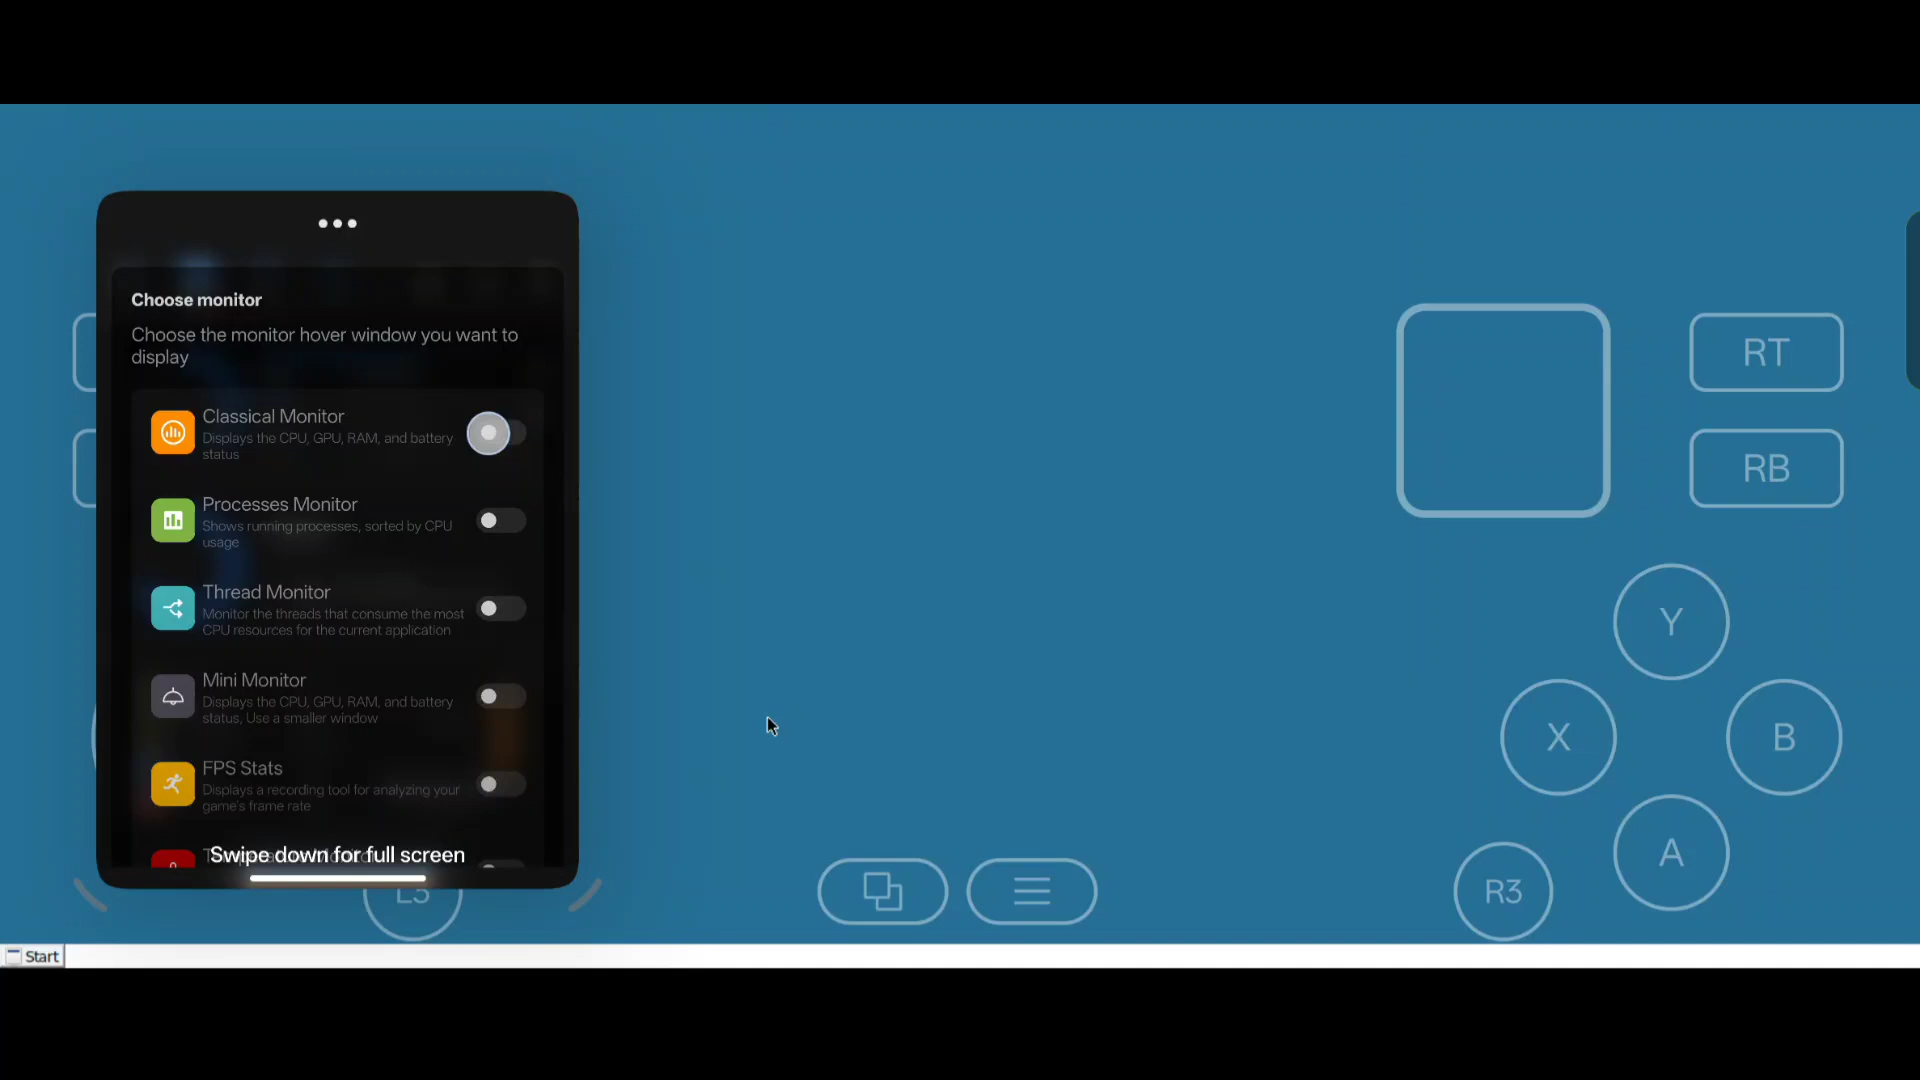 Choose monitor
Choose the monitor hover window you want to
display
Classical Monitor
Displays the CPU, GPU, RAM, and battery
status
Processes Monitor
Shows running processes, sorted by CPU
usage
Thread Monitor
Monitor the threads that consume the most
CPU resources for the current application
Mini Monitor
Displays the CPU, GPU, RAM, and battery
status, Use a smaller window
FPS Stats
Displays a recording tool for analyzing your
game's frame rate
Swipe down for full screen
L3
RT
RB
Y
X
B
A
R3
Start